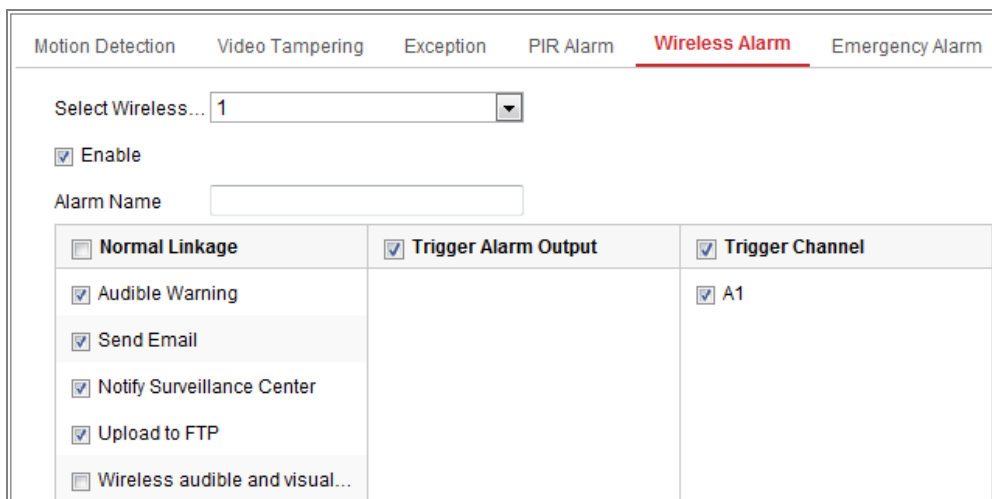 Motion Detection Video Tampering Exception PIR Alarm Wireless Alarm Emergency Alarm
Select Wireless... 1
Enable
Alarm Name
Normal Linkage Trigger Alarm Output Trigger Channel
Audible Warning A1
Send Email
Notify Surveillance Center
Upload to FTP
Wireless audible and visual...